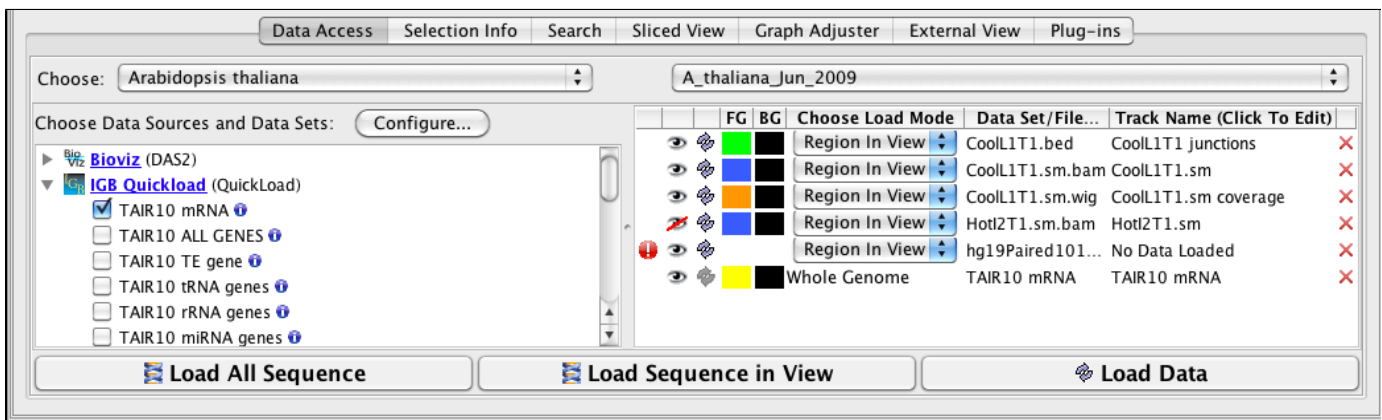 Data Access Selection Info Search Sliced View Graph Adjuster External View Plug-ins
Choose: Arabidopsis thaliana A_thaliana_Jun_2009
Choose Data Sources and Data Sets: Configure...
Bioviz Bioviz (DAS2)
IGB IGB Quickload (QuickLoad)
TAIR10 mRNA
TAIR10 ALL GENES
TAIR10 TE gene
TAIR10 tRNA genes
TAIR10 rRNA genes
TAIR10 miRNA genes
FG BG Choose Load Mode Data Set/File... Track Name (Click To Edit)
Region In View CoolL1T1.bed CoolL1T1 junctions
Region In View CoolL1T1.sm.bam CoolL1T1.sm
Region In View CoolL1T1.sm.wig CoolL1T1.sm coverage
Region In View HotI2T1.sm.bam HotI2T1.sm
Region In View hg19Paired101... No Data Loaded
Whole Genome TAIR10 mRNA TAIR10 mRNA
Load All Sequence Load Sequence in View Load Data